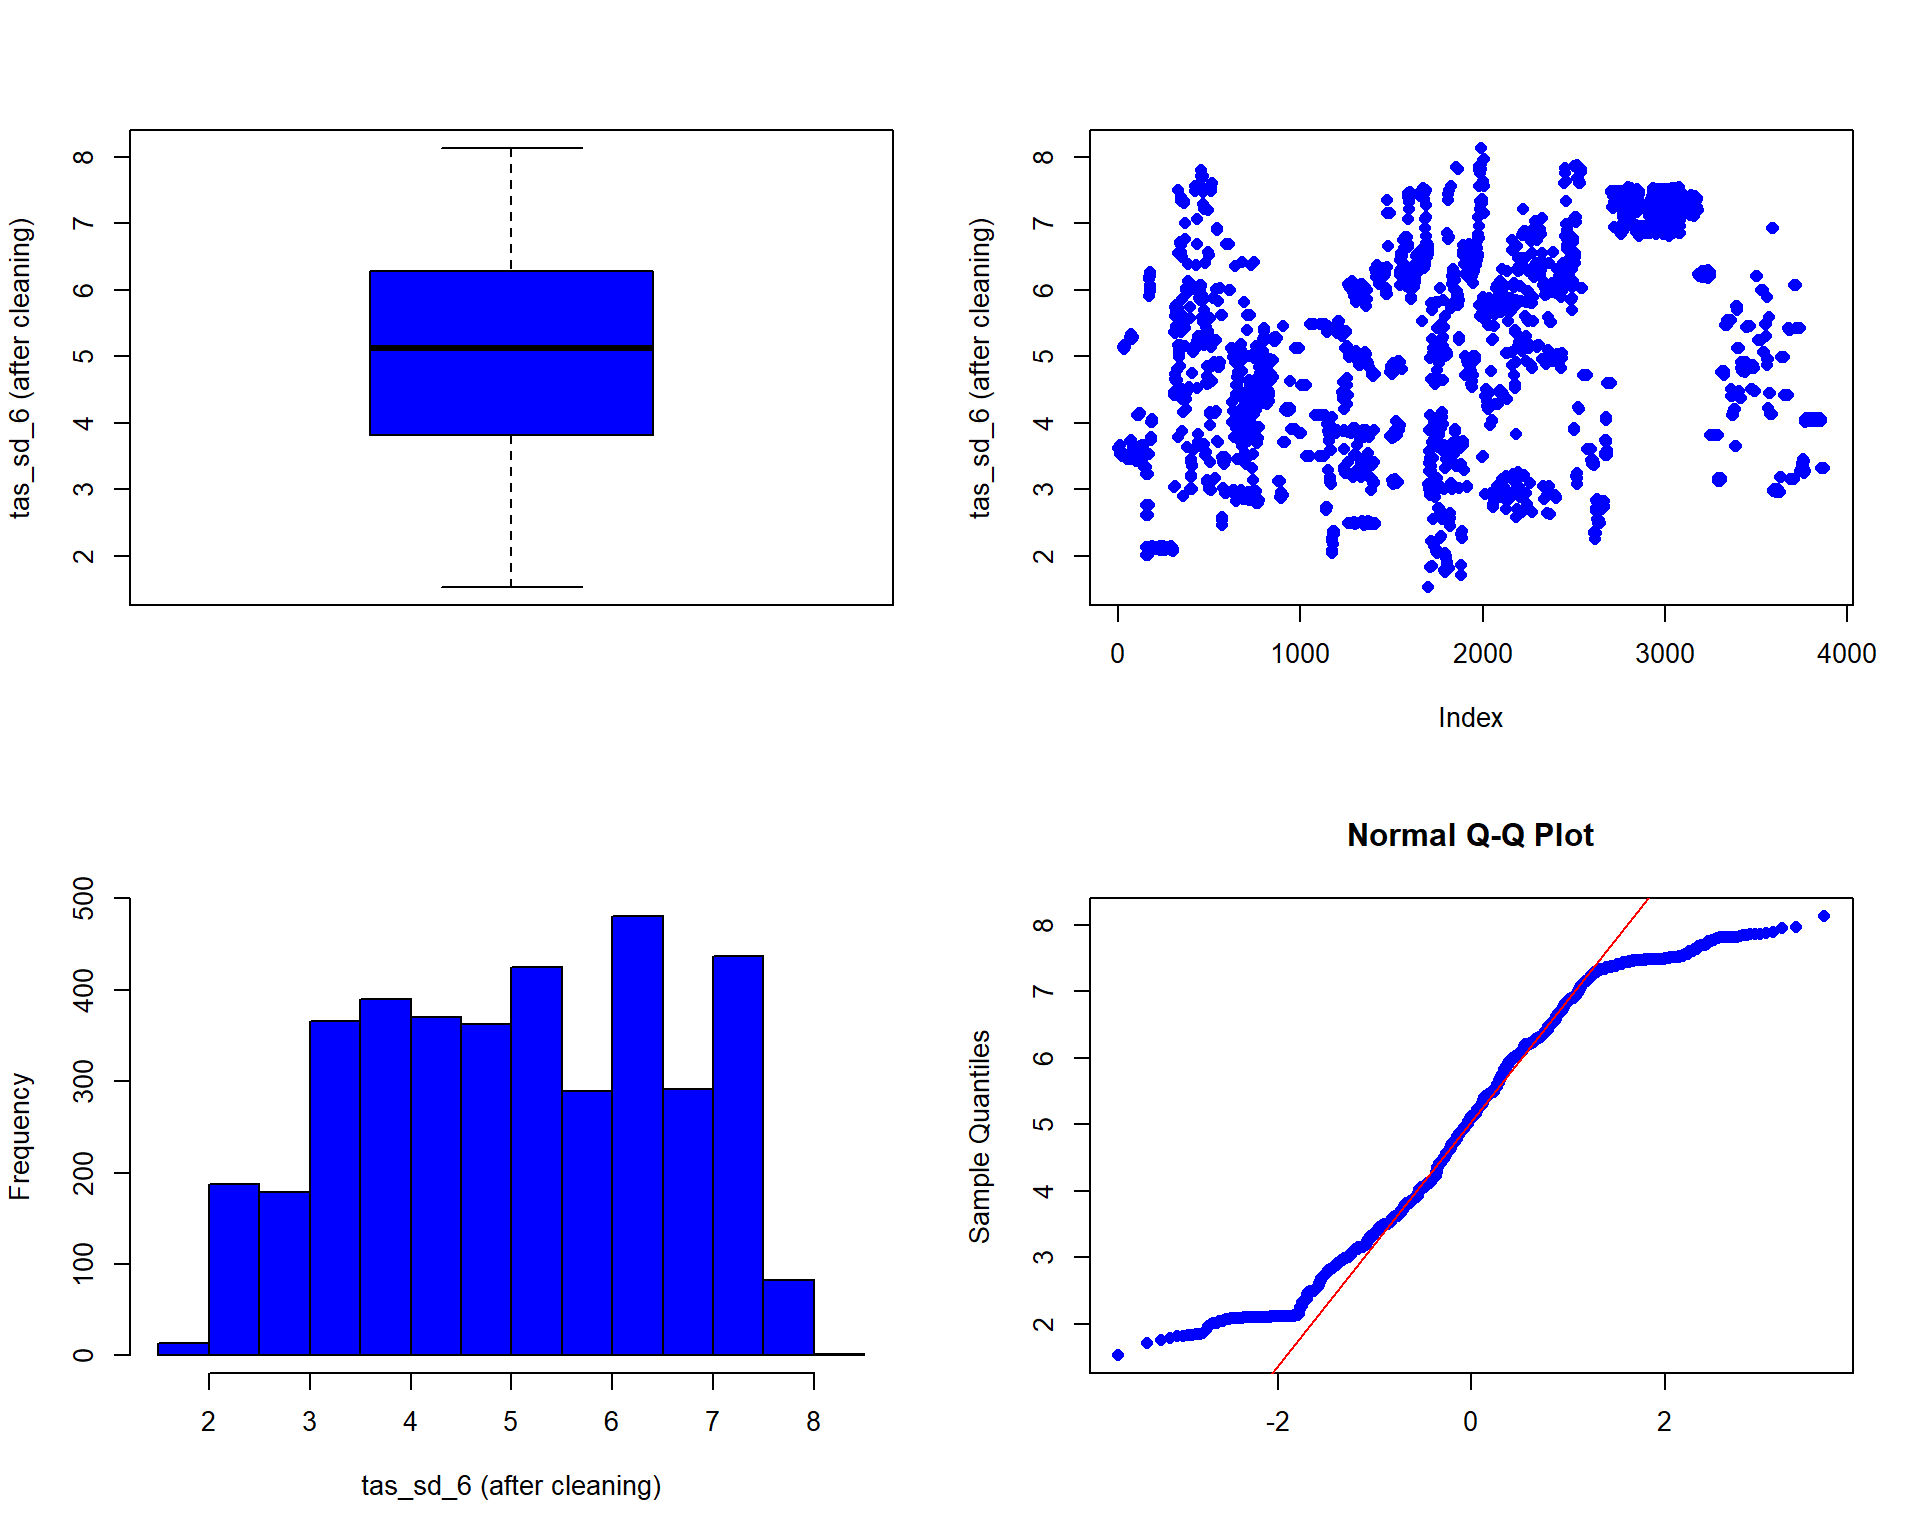 tas_sd_6 (after cleaning)
8
7
6
5
4
3
2
tas_sd_6 (after cleaning)
8
7
6
5
4
3
2
0 1000 2000 3000 4000
Index
Frequency
500
400
300
200
100
0
2 3 4 5 6 7 8
tas_sd_6 (after cleaning)
Normal Q-Q Plot
Sample Quantiles
8
7
6
5
4
3
2
-2 0 2